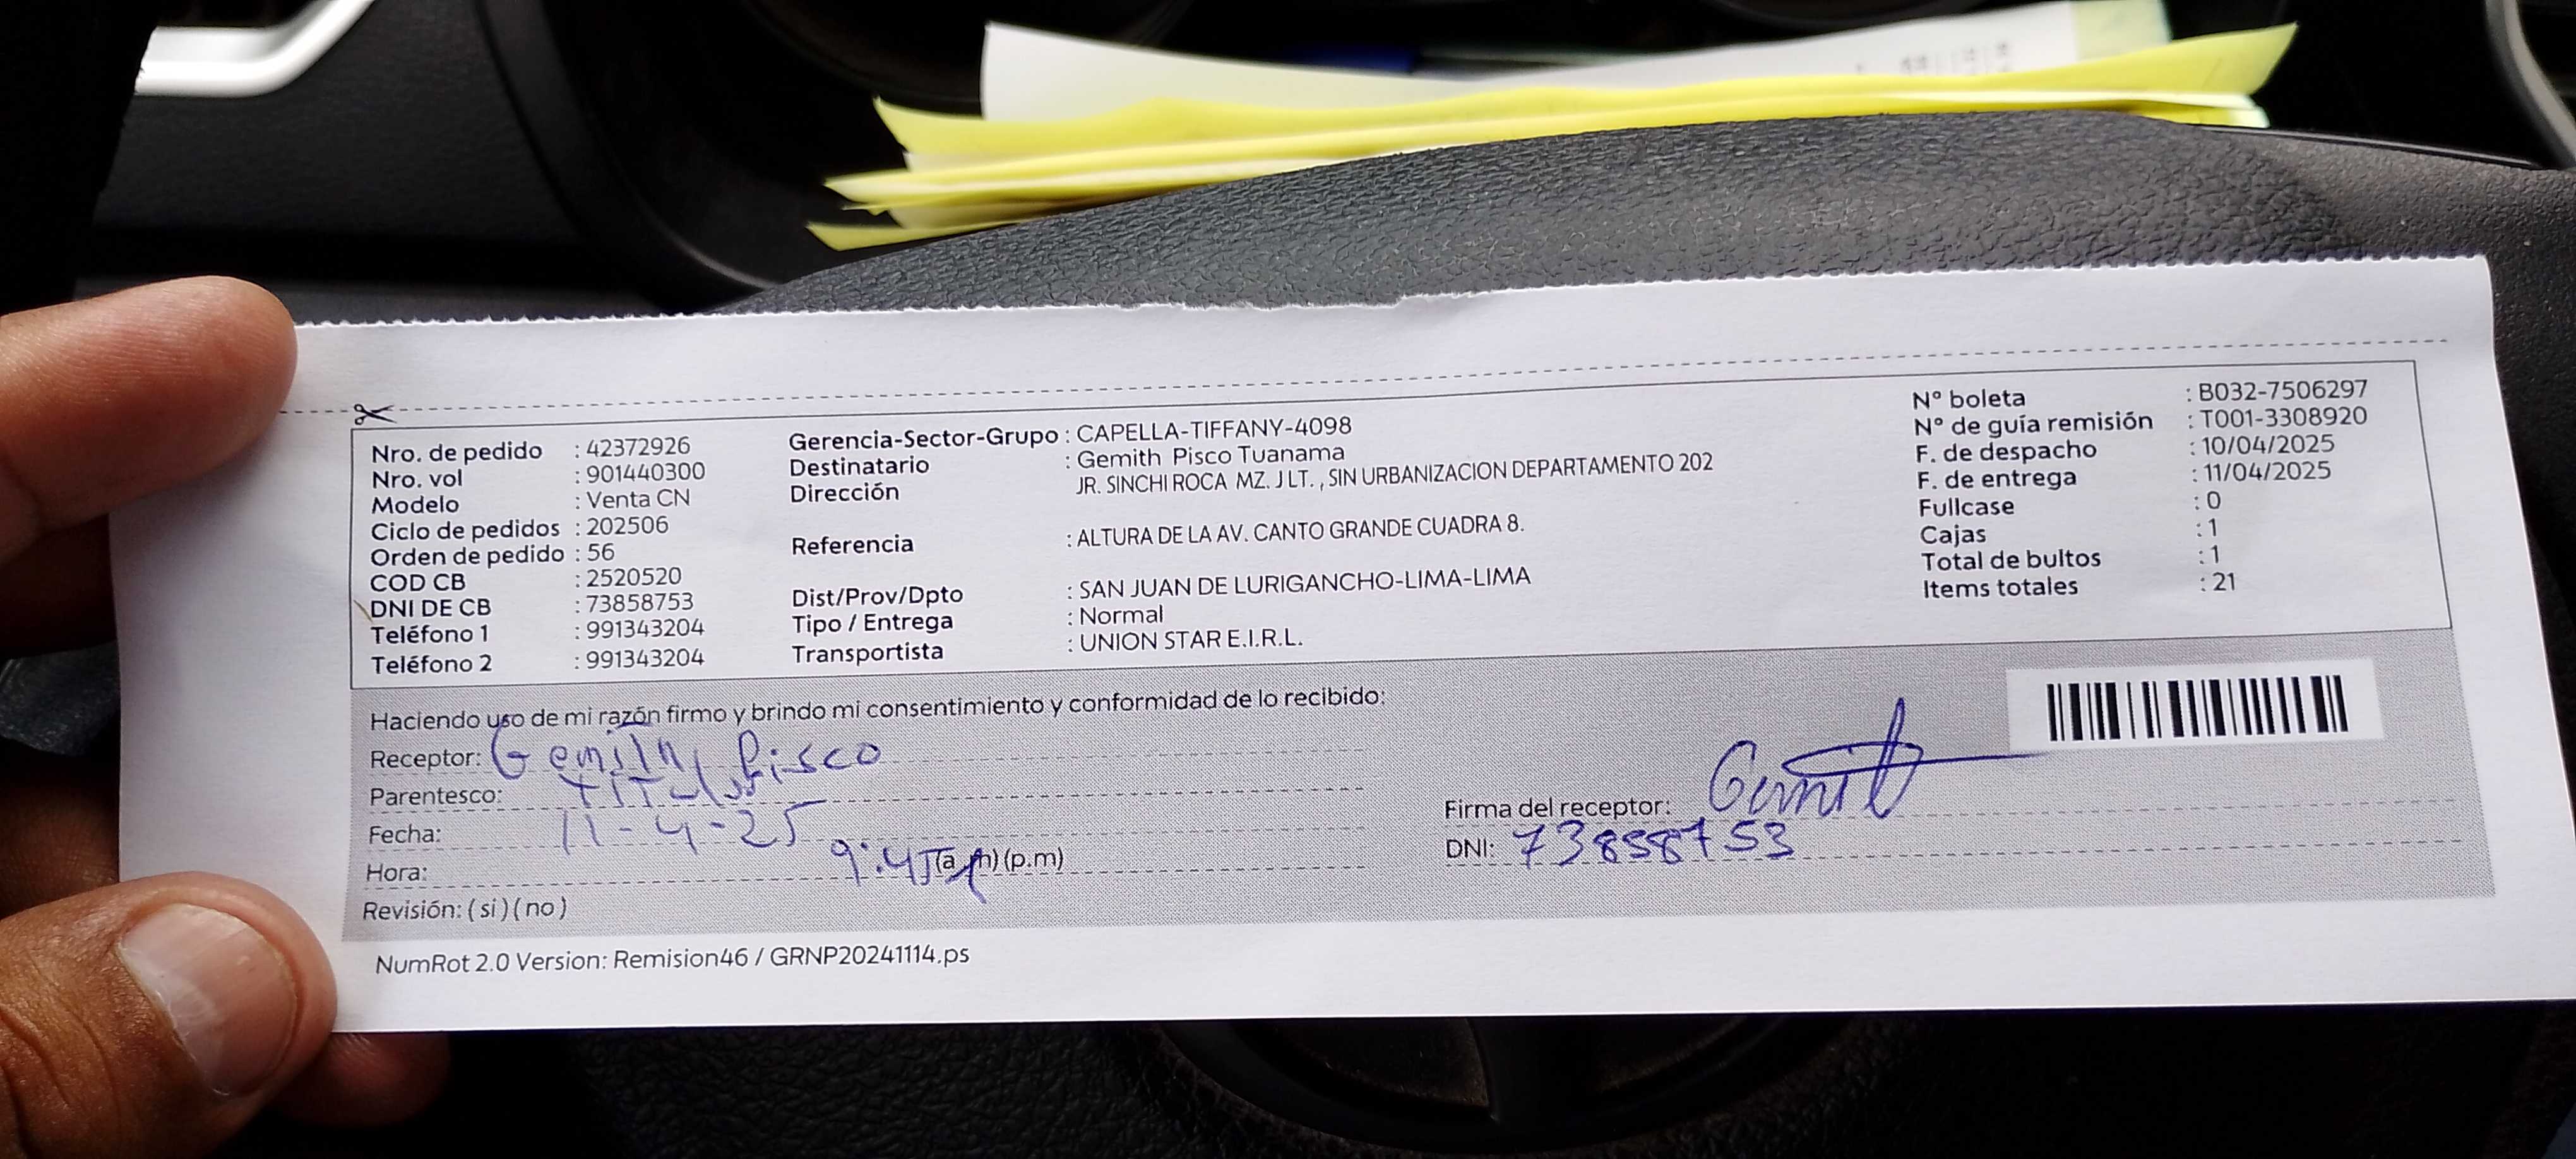 Nro. de pedido : 42372926
Nro. vol : 901440300
Modelo : Venta CN
Ciclo de pedidos : 202506
Orden de pedido : 56
COD CB : 2520520
DNI DE CB : 73858753
Teléfono 1 : 991343204
Teléfono 2 : 991343204
Gerencia-Sector-Grupo : CAPELLA-TIFFANY-4098
Destinatario : Gemith Pisco Tuanama
Dirección JR. SINCHI ROCA MZ. J LT. , SIN URBANIZACION DEPARTAMENTO 202
Referencia : ALTURA DE LA AV. CANTO GRANDE CUADRA 8.
Dist/Prov/Dpto : SAN JUAN DE LURIGANCHO-LIMA-LIMA
Tipo / Entrega : Normal
Transportista : UNION STAR E.I.R.L.
N° boleta : B032-7506297
N° de guía remisión : T001-3308920
F. de despacho : 10/04/2025
F. de entrega : 11/04/2025
Fullcase : 0
Cajas : 1
Total de bultos : 1
Items totales : 21
Haciendo uso de mi razón firmo y brindo mi consentimiento y conformidad de lo recibido:
Receptor: Gemith Pisco
Parentesco:
Fecha: 11-4-25
Hora: 9:45 (a.m) (p.m)
Revisión: ( si ) ( no )
Firma del receptor: Gemit
DNI: 73858753
NumRot 2.0 Version: Remision46 / GRNP20241114.ps